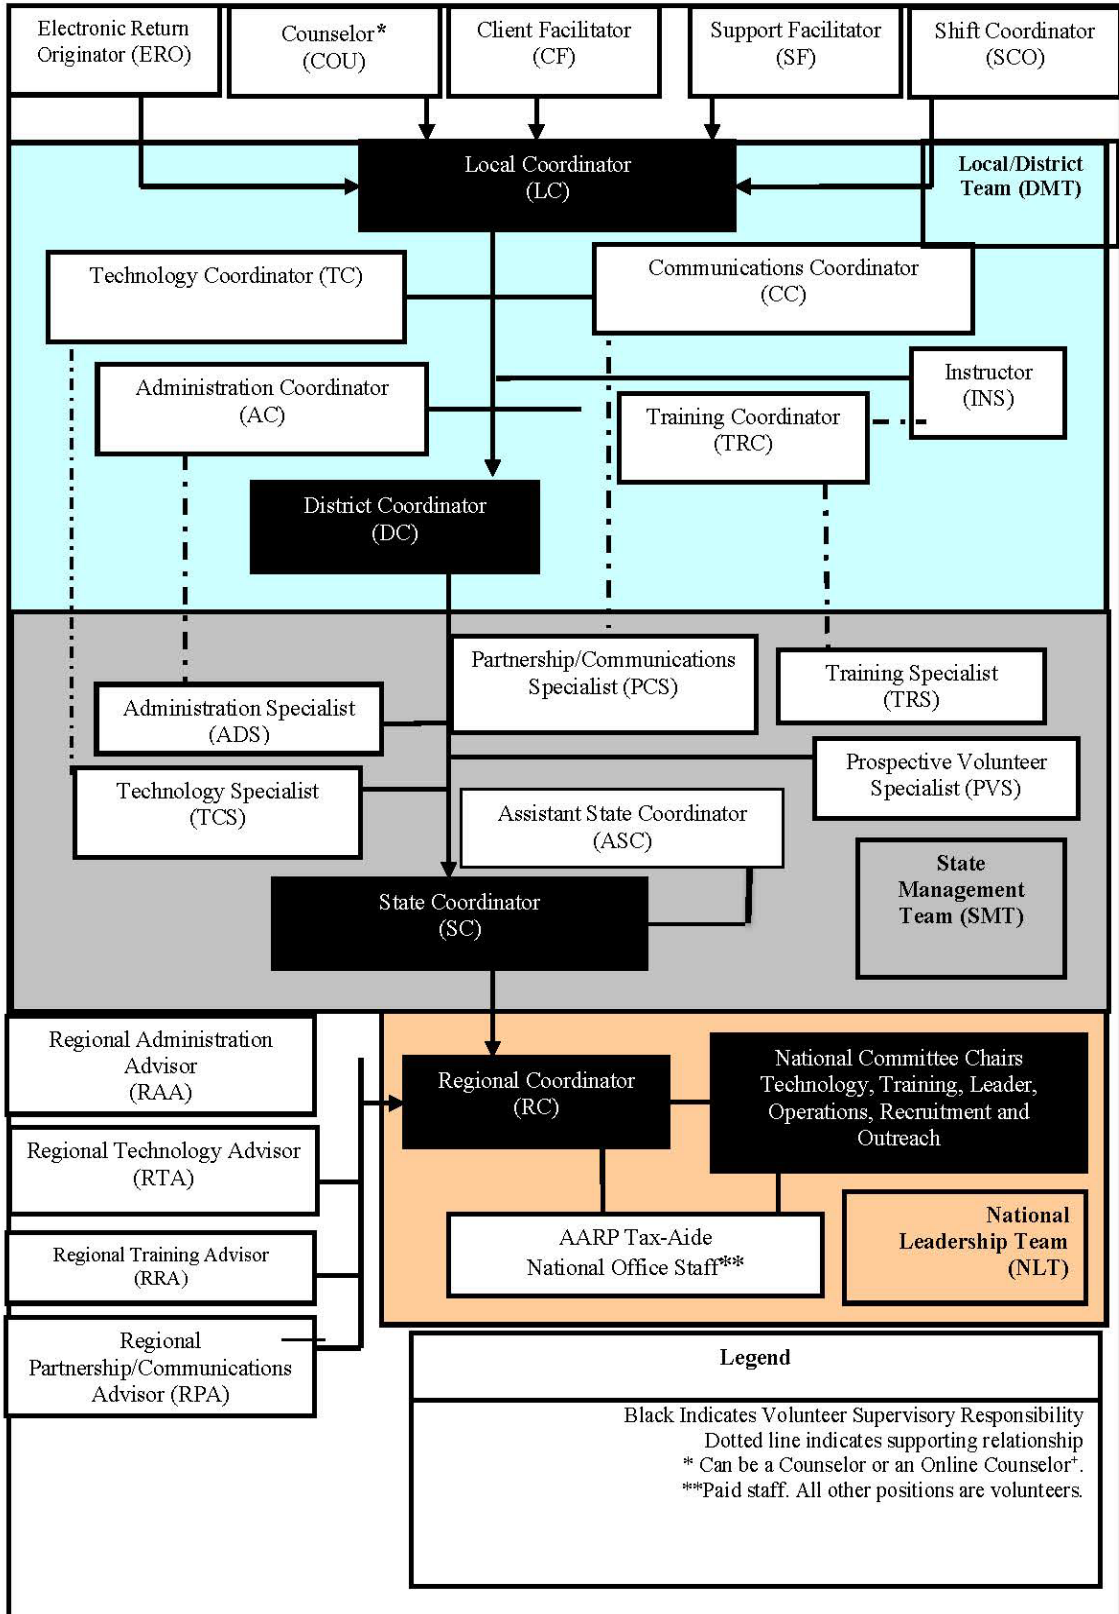 Electronic Return
Originator (ERO)
Counselor*
(COU)
Client Facilitator
(CF)
Support Facilitator
(SF)
Shift Coordinator
(SCO)
Local Coordinator
(LC)
Local/District
Team (DMT)
Technology Coordinator (TC)
Communications Coordinator
(CC)
Administration Coordinator
(AC)
Training Coordinator
(TRC)
Instructor
(INS)
District Coordinator
(DC)
Partnership/Communications
Specialist (PCS)
Training Specialist
(TRS)
Administration Specialist
(ADS)
Prospective Volunteer
Specialist (PVS)
Technology Specialist
(TCS)
Assistant State Coordinator
(ASC)
State
Management
Team (SMT)
State Coordinator
(SC)
Regional Administration
Advisor
(RAA)
Regional Coordinator
(RC)
National Committee Chairs
Technology, Training, Leader,
Operations, Recruitment and
Outreach
Regional Technology Advisor
(RTA)
National
Leadership Team
(NLT)
AARP Tax-Aide
National Office Staff**
Regional Training Advisor
(RRA)
Regional
Partnership/Communications
Advisor (RPA)
Legend
Black Indicates Volunteer Supervisory Responsibility
Dotted line indicates supporting relationship
* Can be a Counselor or an Online Counselor⁺.
**Paid staff. All other positions are volunteers.